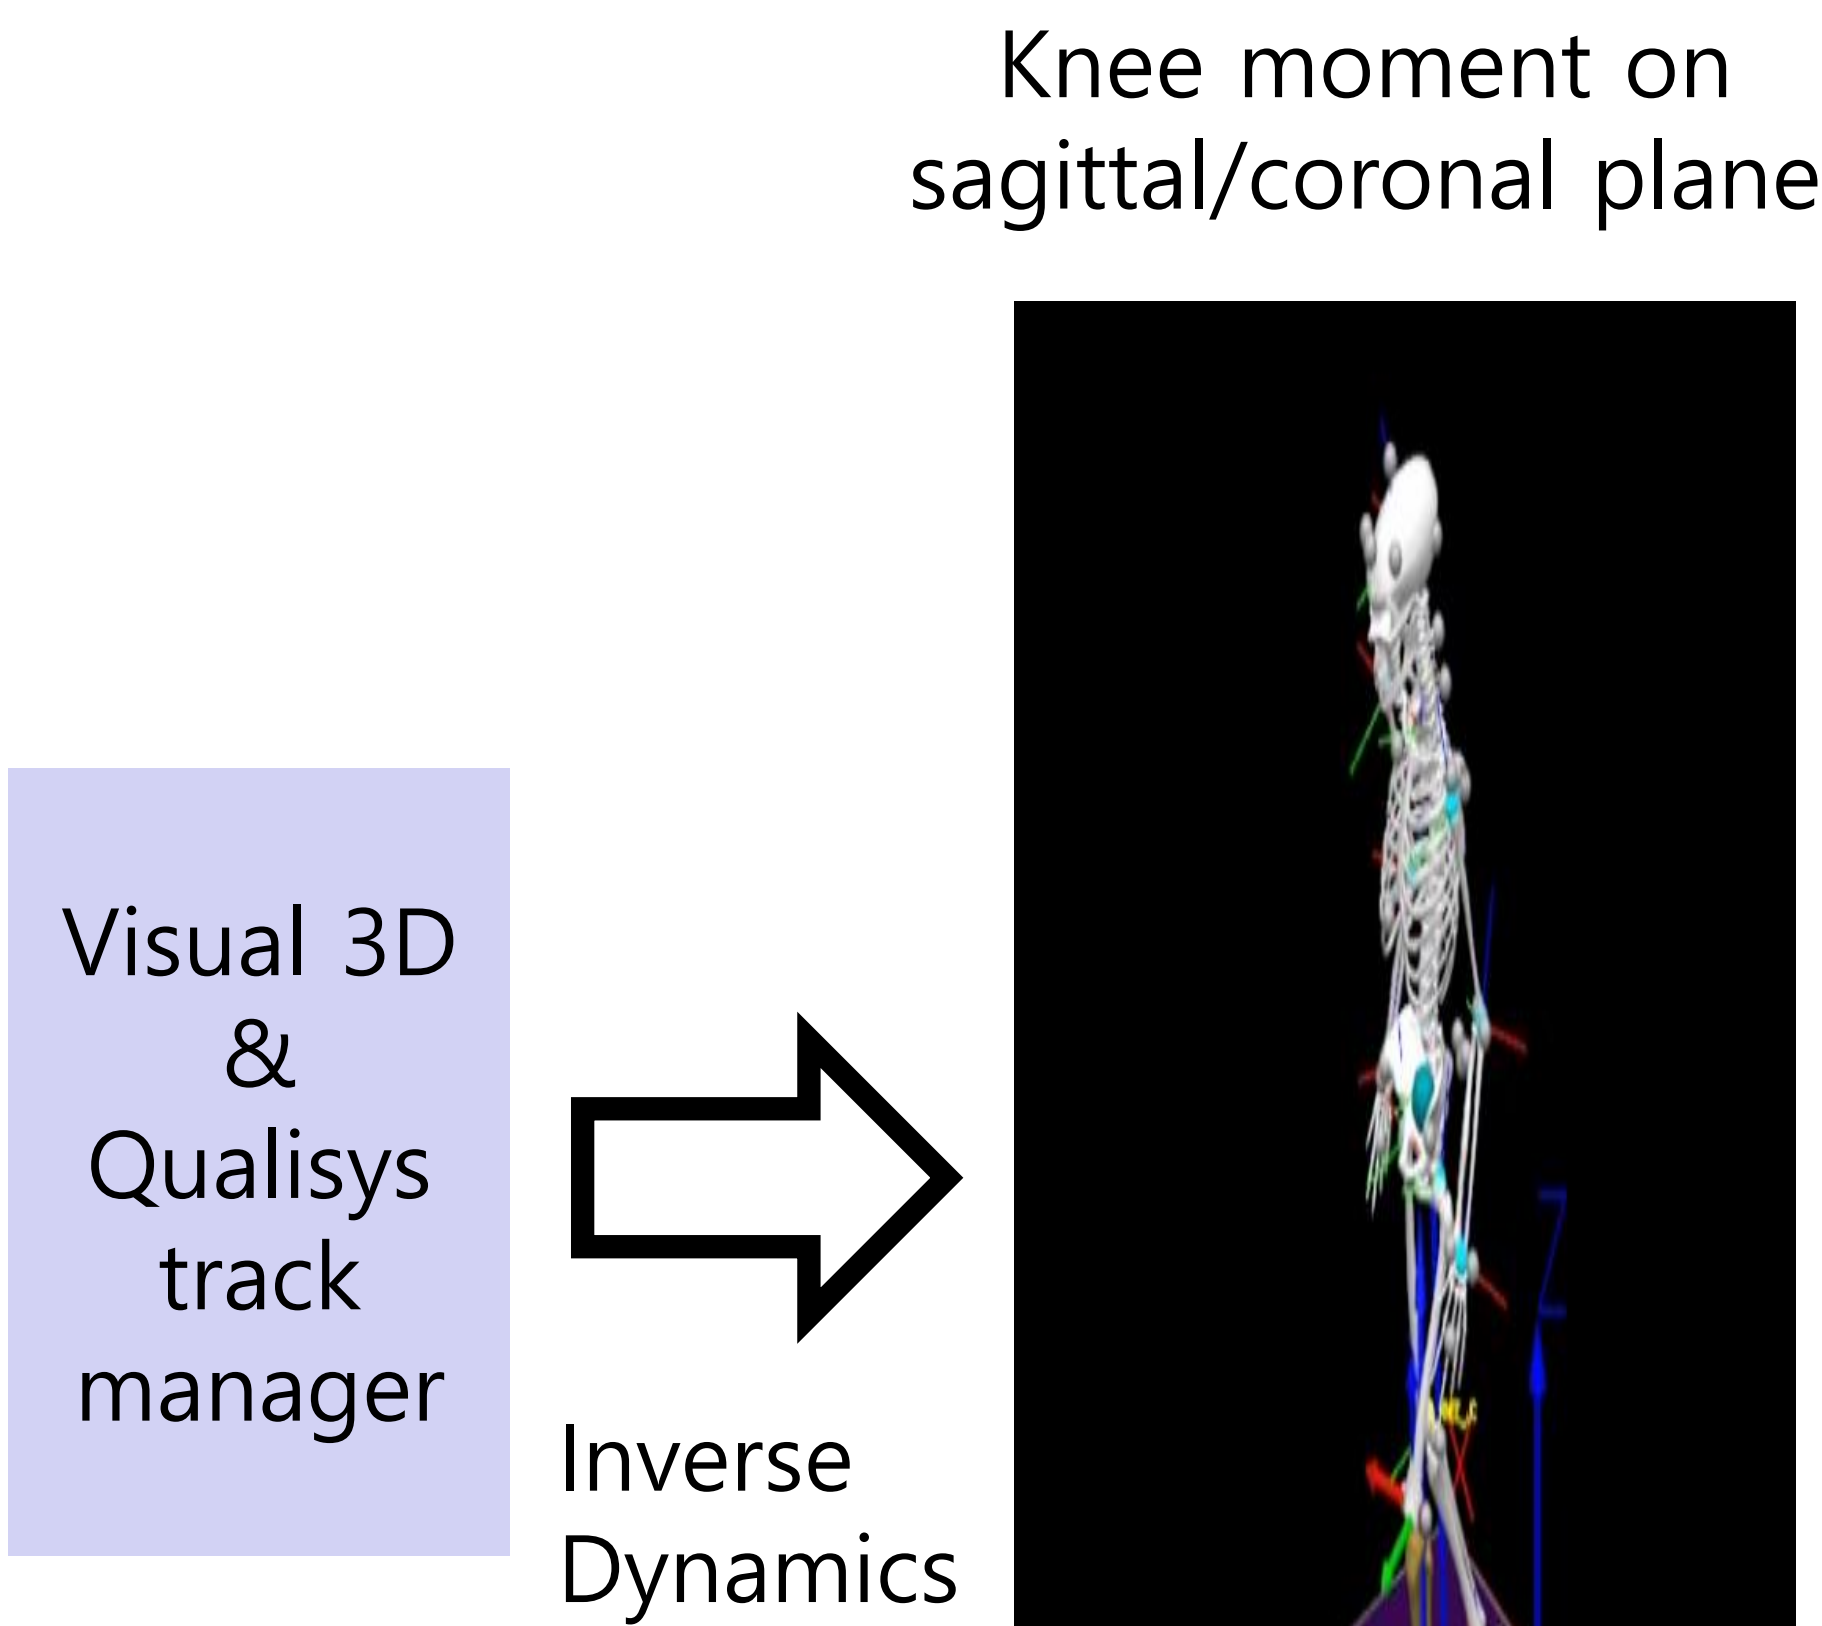 Knee moment on
sagittal/coronal plane
Visual 3D
&
Qualisys
track
manager
Inverse
Dynamics
Z
X